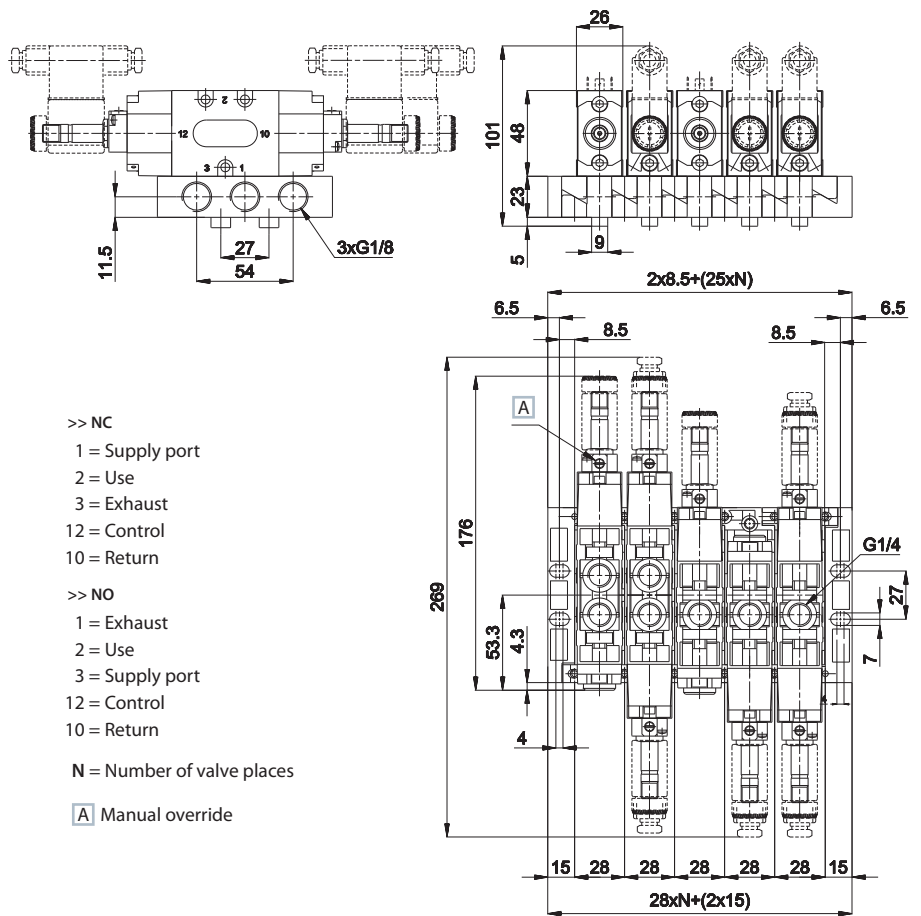 26
2
12
10
3
1
101
48
23
5
9
11.5
27
54
3xG1/8
2x8.5+(25xN)
6.5
6.5
8.5
8.5
A
>> NC
1 = Supply port
2 = Use
3 = Exhaust
12 = Control
10 = Return
>> NO
1 = Exhaust
2 = Use
3 = Supply port
12 = Control
10 = Return
N = Number of valve places
A Manual override
269
176
53.3
4.3
4
G1/4
27
7
15
28
28
28
28
28
15
28xN+(2x15)